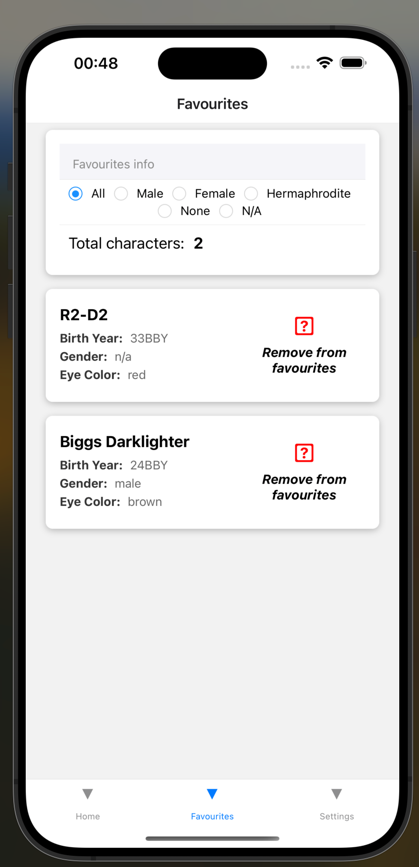 00:48
Favourites
Favourites info
All Male Female Hermaphrodite
None N/A
Total characters: 2
R2-D2
Birth Year: 33BBY
Gender: n/a
Eye Color: red
?
Remove from
favourites
Biggs Darklighter
Birth Year: 24BBY
Gender: male
Eye Color: brown
?
Remove from
favourites
Home Favourites Settings